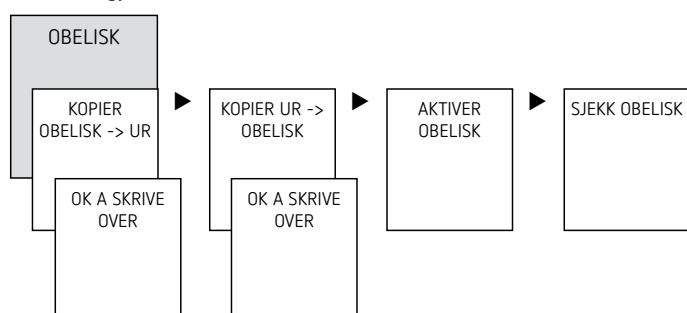 OBELISK
KOPIER
OBELISK -> UR
OK A SKRIVE
OVER
KOPIER UR ->
OBELISK
OK A SKRIVE
OVER
AKTIVER
OBELISK
SJEKK OBELISK